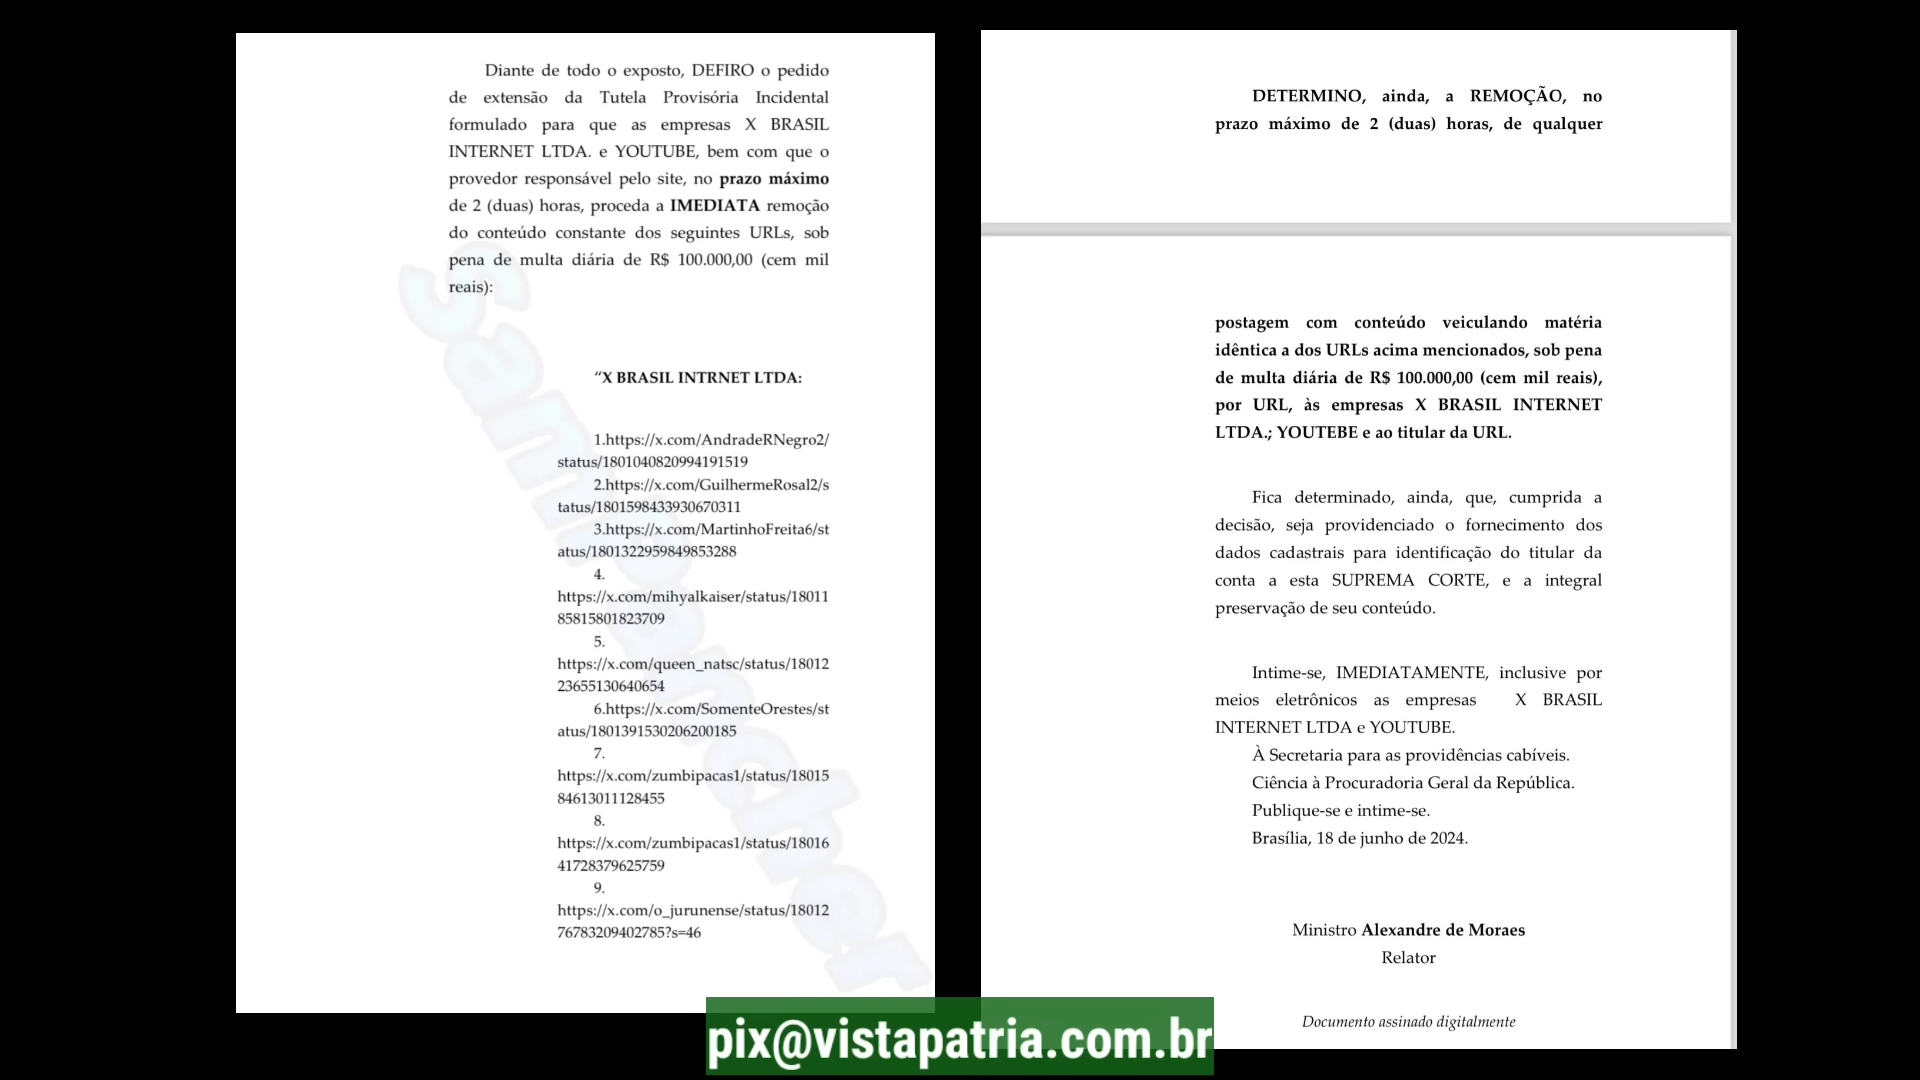 Diante de todo o exposto, DEFIRO o pedido
de extensão da Tutela Provisória Incidental
formulado para que as empresas X BRASIL
INTERNET LTDA. e YOUTUBE, bem com que o
provedor responsável pelo site, no prazo máximo
de 2 (duas) horas, proceda a IMEDIATA remoção
do conteúdo constante dos seguintes URLs, sob
pena de multa diária de R$ 100.000,00 (cem mil
reais):
“X BRASIL INTRNET LTDA:
1.https://x.com/AndradeRNegro2/
status/1801040820994191519
2.https://x.com/GuilhermeRosal2/s
tatus/1801598433930670311
3.https://x.com/MartinhoFreita6/st
atus/1801322959849853288
4.
https://x.com/mihyalkaiser/status/18011
85815801823709
5.
https://x.com/queen_natsc/status/18012
23655130640654
6.https://x.com/SomenteOrestes/st
atus/1801391530206200185
7.
https://x.com/zumbipacas1/status/18015
84613011128455
8.
https://x.com/zumbipacas1/status/18016
41728379625759
9.
https://x.com/o_jurunense/status/18012
76783209402785?s=46
sampancher
DETERMINO, ainda, a REMOÇÃO, no
prazo máximo de 2 (duas) horas, de qualquer
postagem com conteúdo veiculando matéria
idêntica a dos URLs acima mencionados, sob pena
de multa diária de R$ 100.000,00 (cem mil reais),
por URL, às empresas X BRASIL INTERNET
LTDA.; YOUTEBE e ao titular da URL.
Fica determinado, ainda, que, cumprida a
decisão, seja providenciado o fornecimento dos
dados cadastrais para identificação do titular da
conta a esta SUPREMA CORTE, e a integral
preservação de seu conteúdo.
Intime-se, IMEDIATAMENTE, inclusive por
meios eletrônicos as empresas X BRASIL
INTERNET LTDA e YOUTUBE.
À Secretaria para as providências cabíveis.
Ciência à Procuradoria Geral da República.
Publique-se e intime-se.
Brasília, 18 de junho de 2024.
Ministro Alexandre de Moraes
Relator
Documento assinado digitalmente
pix@vistapatria.com.br